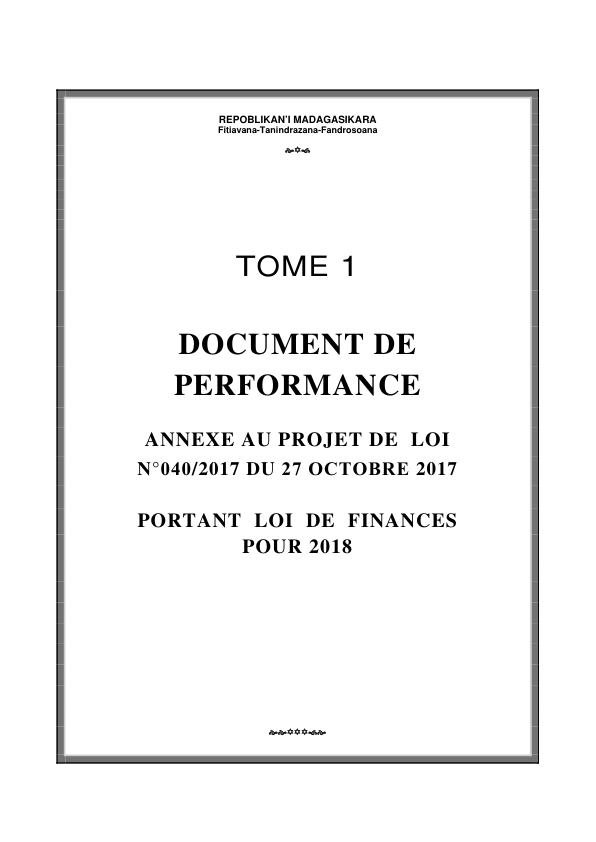 REPOBLIKAN'I MADAGASIKARA
Fitiavana-Tanindrazana-Fandrosoana
TOME 1
DOCUMENT DE
PERFORMANCE
ANNEXE AU PROJET DE LOI
N°040/2017 DU 27 OCTOBRE 2017
PORTANT LOI DE FINANCES
POUR 2018